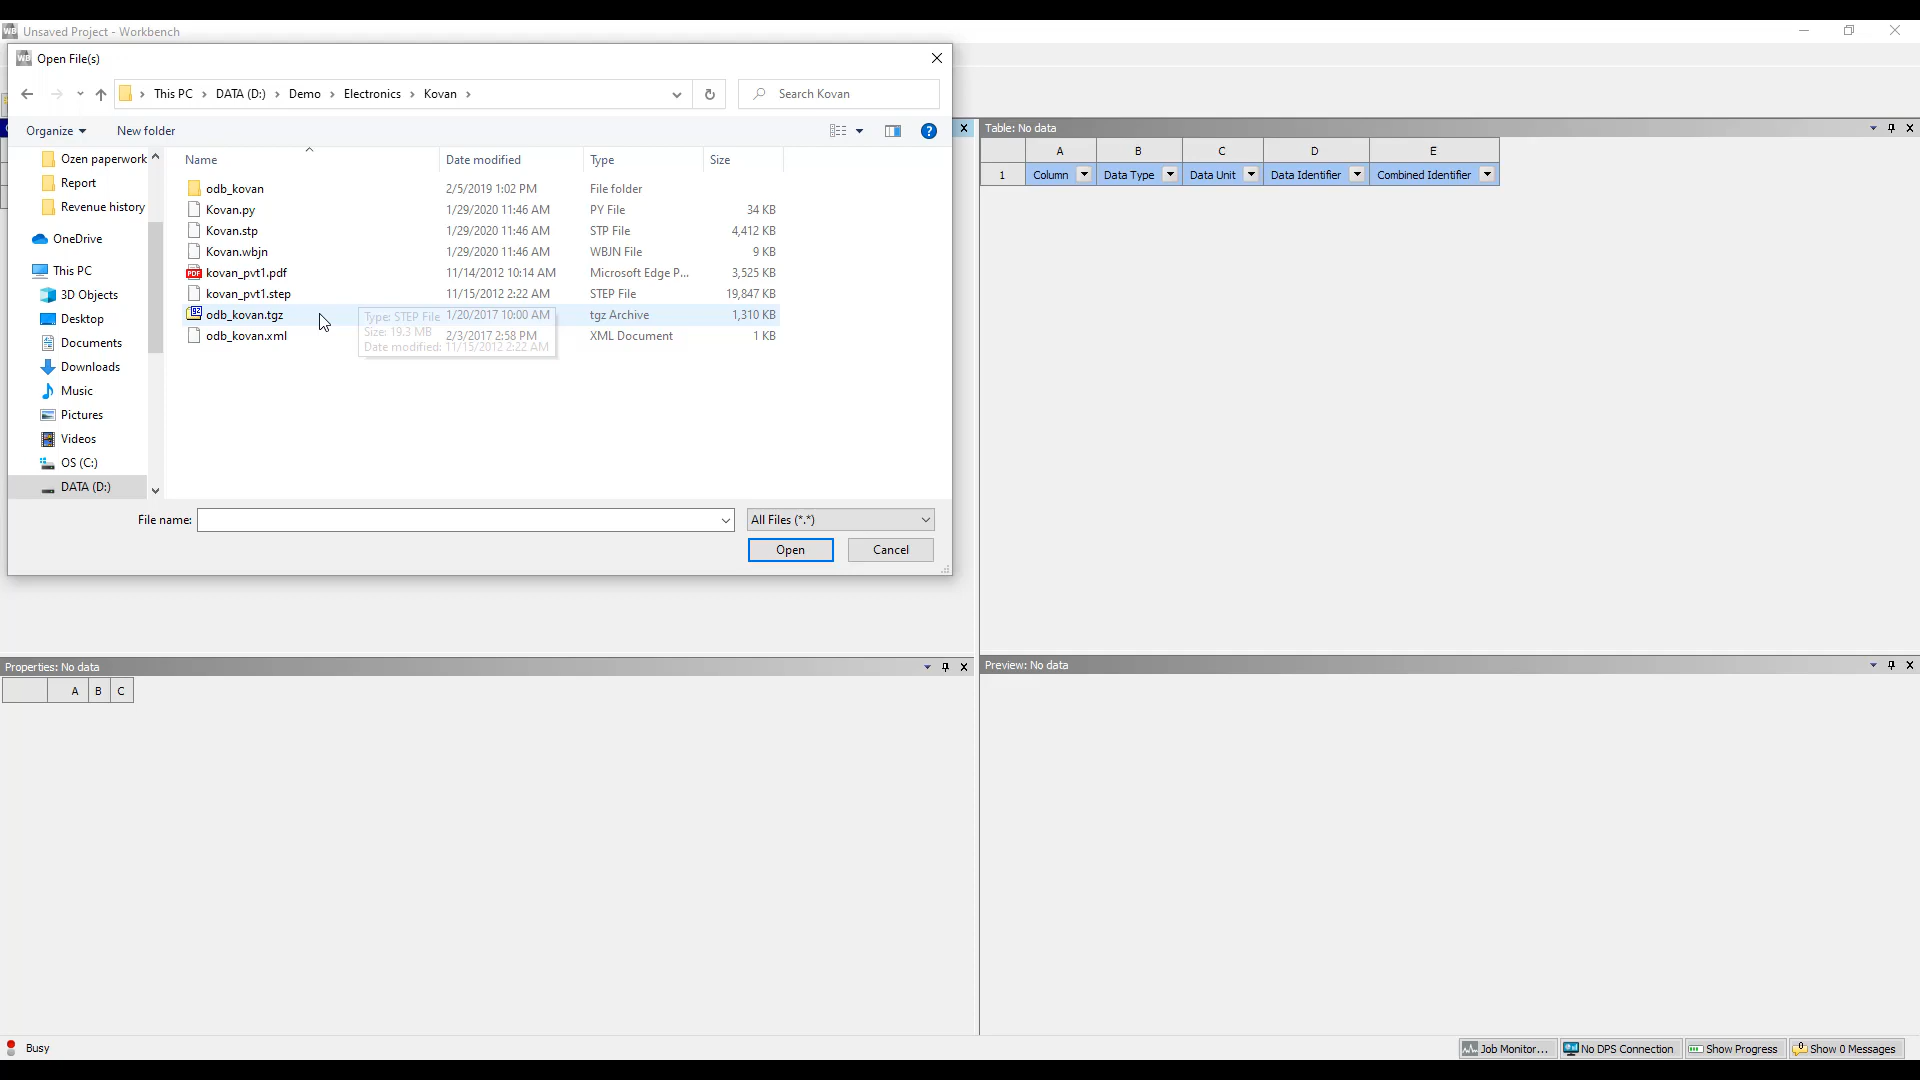 Unsaved Project - Workbench
Open File(s)
This PC > DATA (D:) > Demo > Electronics > Kovan >
Search Kovan
Organize
New folder
Name
Date modified
Type
Size
Ozen paperwork
Report
Revenue history
OneDrive
This PC
3D Objects
Desktop
Documents
Downloads
Music
Pictures
Videos
OS (C:)
DATA (D:)
odb_kovan 2/5/2019 1:02 PM File folder
Kovan.py 1/29/2020 11:46 AM PY File 34 KB
Kovan.stp 1/29/2020 11:46 AM STP File 4,412 KB
Kovan.wbjn 1/29/2020 11:46 AM WBJN File 9 KB
kovan_pvt1.pdf 11/14/2012 10:14 AM Microsoft Edge P... 3,525 KB
kovan_pvt1.step 11/15/2012 2:22 AM STEP File 19,847 KB
odb_kovan.tgz 1/20/2017 10:00 AM tgz Archive 1,310 KB
odb_kovan.xml 2/3/2017 2:58 PM XML Document 1 KB
Type: STEP File
Size: 19.3 MB
Date modified: 11/15/2012 2:22 AM
File name:
All Files (*.*)
Open
Cancel
Table: No data
A B C D E
1 Column Data Type Data Unit Data Identifier Combined Identifier
Properties: No data
A B C
Preview: No data
Busy
Job Monitor...
No DPS Connection
Show Progress
Show 0 Messages